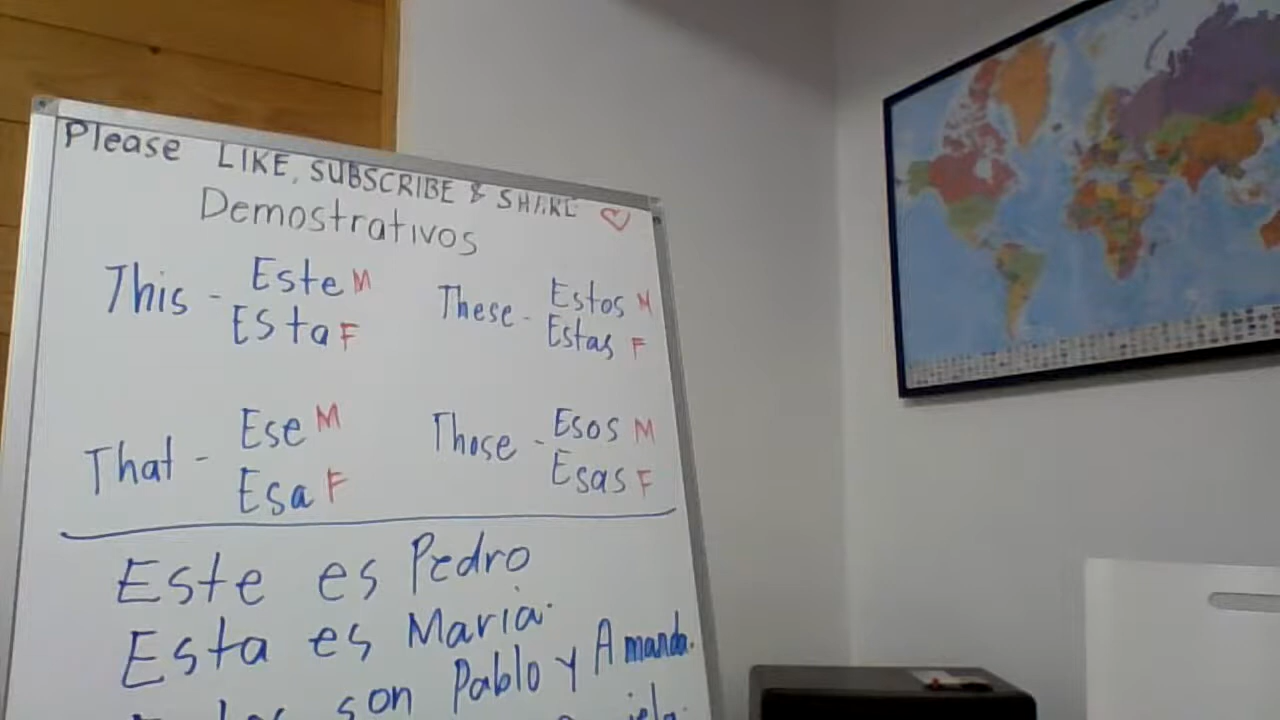 Please LIKE, SUBSCRIBE & SHARE
Demostrativos
This - Este M
Esta F
These - Estos M
Estas F
That - Ese M
Esa F
Those - Esos M
Esas F
Este es Pedro
Esta es Maria.
son Pablo y Amanda.